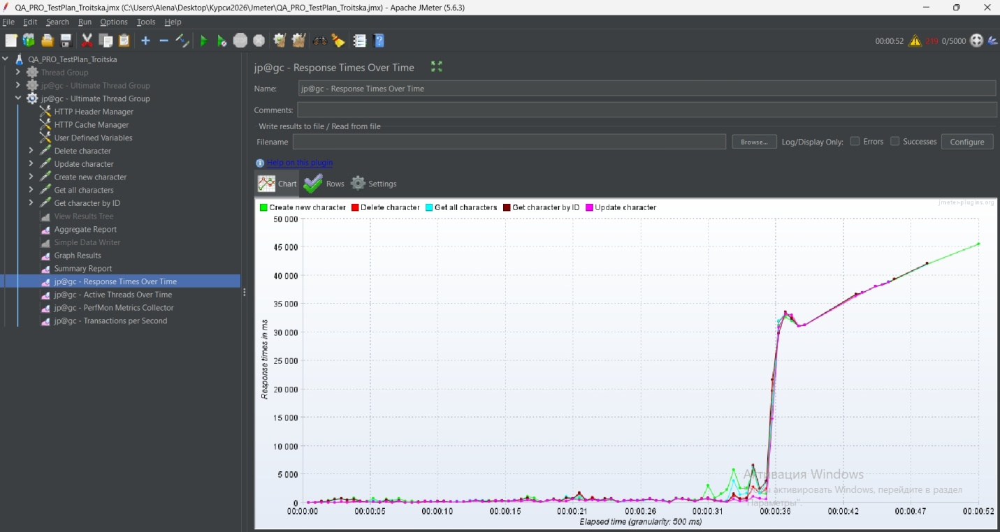 QA_PRO_TestPlan_Troitska.jmx (C:\Users\Alena\Desktop\Курси2026\Jmeter\QA_PRO_TestPlan_Troitska.jmx) - Apache JMeter (5.6.3)
File Edit Search Run Options Tools Help
00:00:52 219 0/5000
QA_PRO_TestPlan_Troitska
Thread Group
jp@gc - Ultimate Thread Group
jp@gc - Ultimate Thread Group
HTTP Header Manager
HTTP Cache Manager
User Defined Variables
Delete character
Update character
Create new character
Get all characters
Get character by ID
View Results Tree
Aggregate Report
Simple Data Writer
Graph Results
Summary Report
jp@gc - Response Times Over Time
jp@gc - Active Threads Over Time
jp@gc - PerfMon Metrics Collector
jp@gc - Transactions per Second
jp@gc - Response Times Over Time
Name: jp@gc - Response Times Over Time
Comments:
Write results to file / Read from file
Filename Browse... Log/Display Only: Errors Successes Configure
Help on this plugin
Chart Rows Settings
Create new character Delete character Get all characters Get character by ID Update character
jmeter-plugins.org
50 000
45 000
40 000
35 000
30 000
25 000
20 000
15 000
10 000
5 000
0
Response times in ms
00:00:00 00:00:05 00:00:10 00:00:15 00:00:21 00:00:26 00:00:31 00:00:36 00:00:42 00:00:47 00:00:52
Elapsed time (granularity: 500 ms)
Активация Windows
активировать Windows, перейдите в раздел
"Параметры".